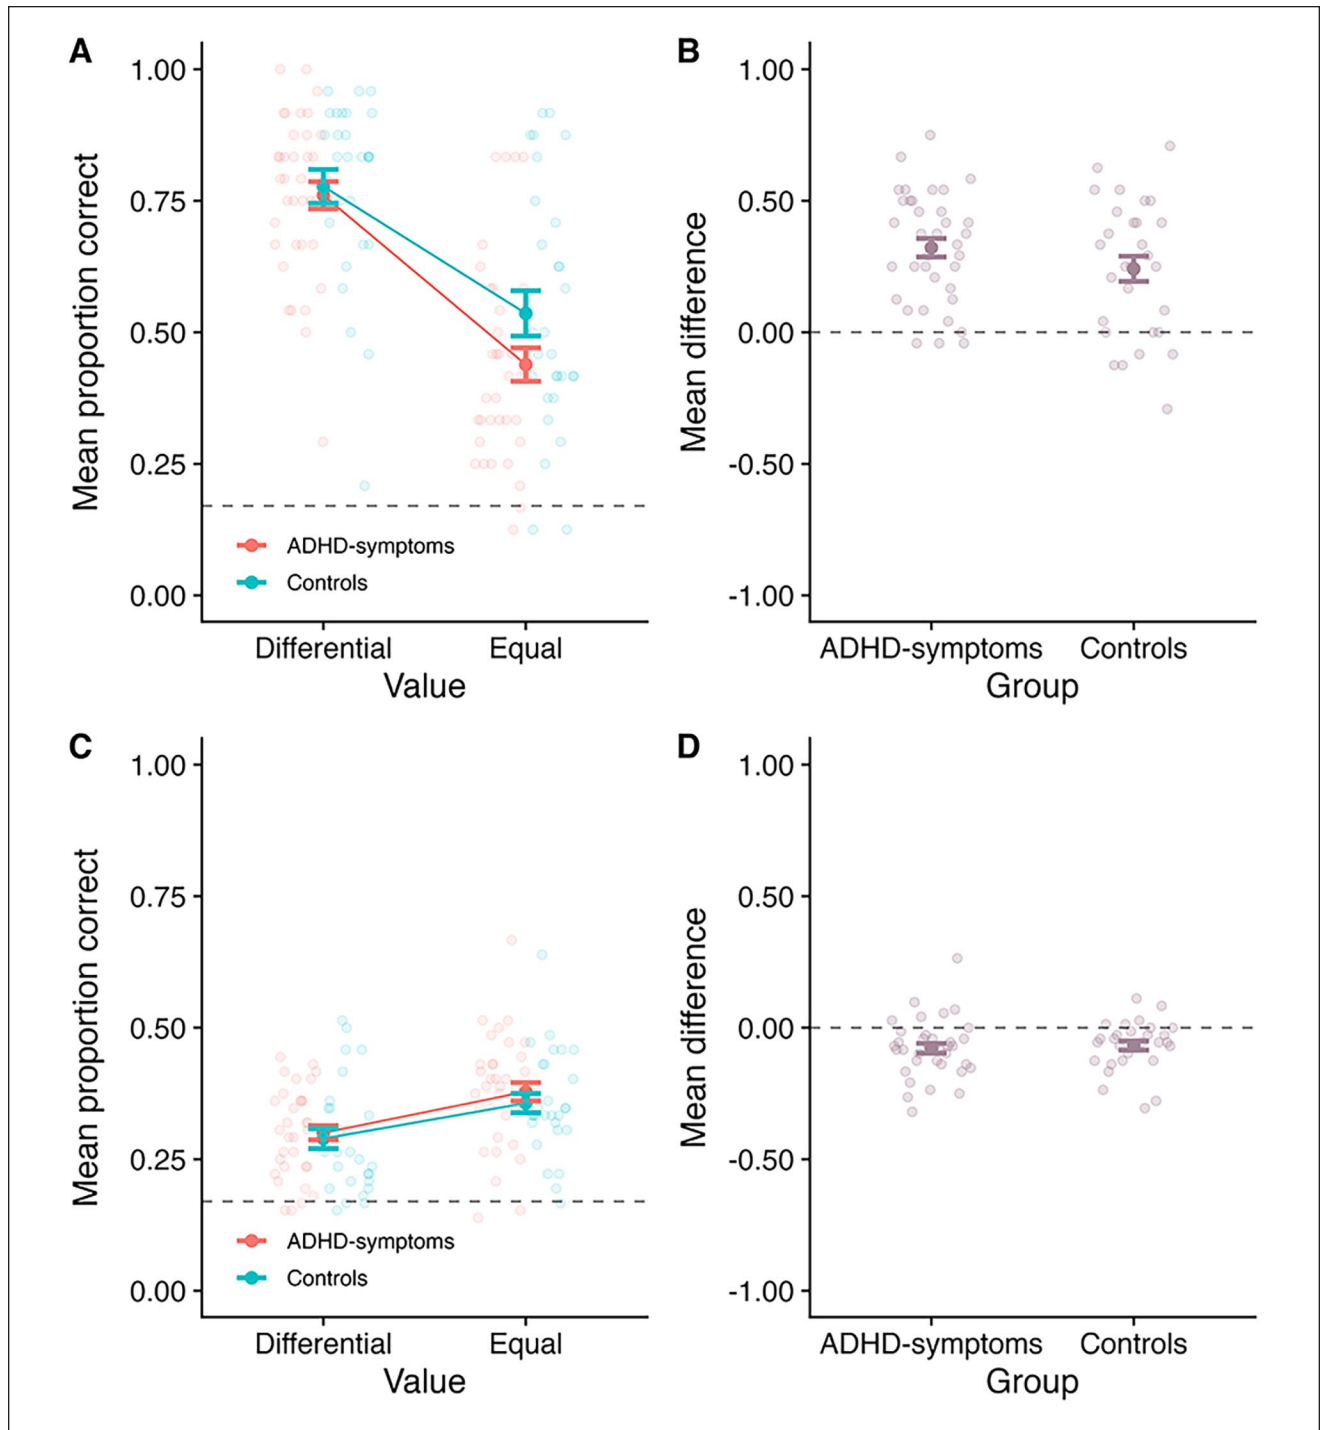 A
1.00
0.75
0.50
0.25
0.00
Mean proportion correct
ADHD-symptoms
Controls
Differential
Equal
Value
B
1.00
0.50
0.00
-0.50
-1.00
Mean difference
ADHD-symptoms
Controls
Group
C
1.00
0.75
0.50
0.25
0.00
Mean proportion correct
ADHD-symptoms
Controls
Differential
Equal
Value
D
1.00
0.50
0.00
-0.50
-1.00
Mean difference
ADHD-symptoms
Controls
Group